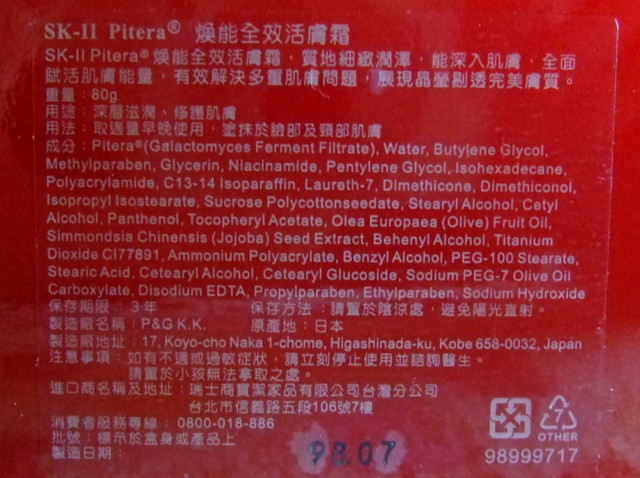 SK-II Pitera® 煥能全效活膚霜
SK-II Pitera® 煥能全效活膚霜，質地細緻潤澤，能深入肌膚，全面
賦活肌膚能量，有效解決多重肌膚問題，展現晶瑩剔透完美膚質。
重量：80g
用途：深層滋潤、修護肌膚
用法：取適量早晚使用，塗抹於臉部及頸部肌膚
成分：Pitera®(Galactomyces Ferment Filtrate), Water, Butylene Glycol,
Methylparaben, Glycerin, Niacinamide, Pentylene Glycol, Isohexadecane,
Polyacrylamide, C13-14 Isoparaffin, Laureth-7, Dimethicone, Dimethiconol,
Isopropyl Isostearate, Sucrose Polycottonseedate, Stearyl Alcohol, Cetyl
Alcohol, Panthenol, Tocopheryl Acetate, Olea Europaea (Olive) Fruit Oil,
Simmondsia Chinensis (Jojoba) Seed Extract, Behenyl Alcohol, Titanium
Dioxide CI77891, Ammonium Polyacrylate, Benzyl Alcohol, PEG-100 Stearate,
Stearic Acid, Cetearyl Alcohol, Cetearyl Glucoside, Sodium PEG-7 Olive Oil
Carboxylate, Disodium EDTA, Propylparaben, Ethylparaben, Sodium Hydroxide
保存期限：3年 保存方法：請置於陰涼處，避免陽光直射。
製造廠名稱：P&G K.K. 原產地：日本
製造廠地址：17, Koyo-cho Naka 1-chome, Higashinada-ku, Kobe 658-0032, Japan
注意事項：如有不適或過敏症狀，請立刻停止使用並諮詢醫生。
請置於小孩無法拿取之處。
進口商名稱及地址：瑞士商寶潔家品有限公司台灣分公司
台北市信義路五段106號7樓
消費者服務專線：0800-018-886
批號：標示於盒身或產品上
製造日期： 98.07
7
OTHER
98999717